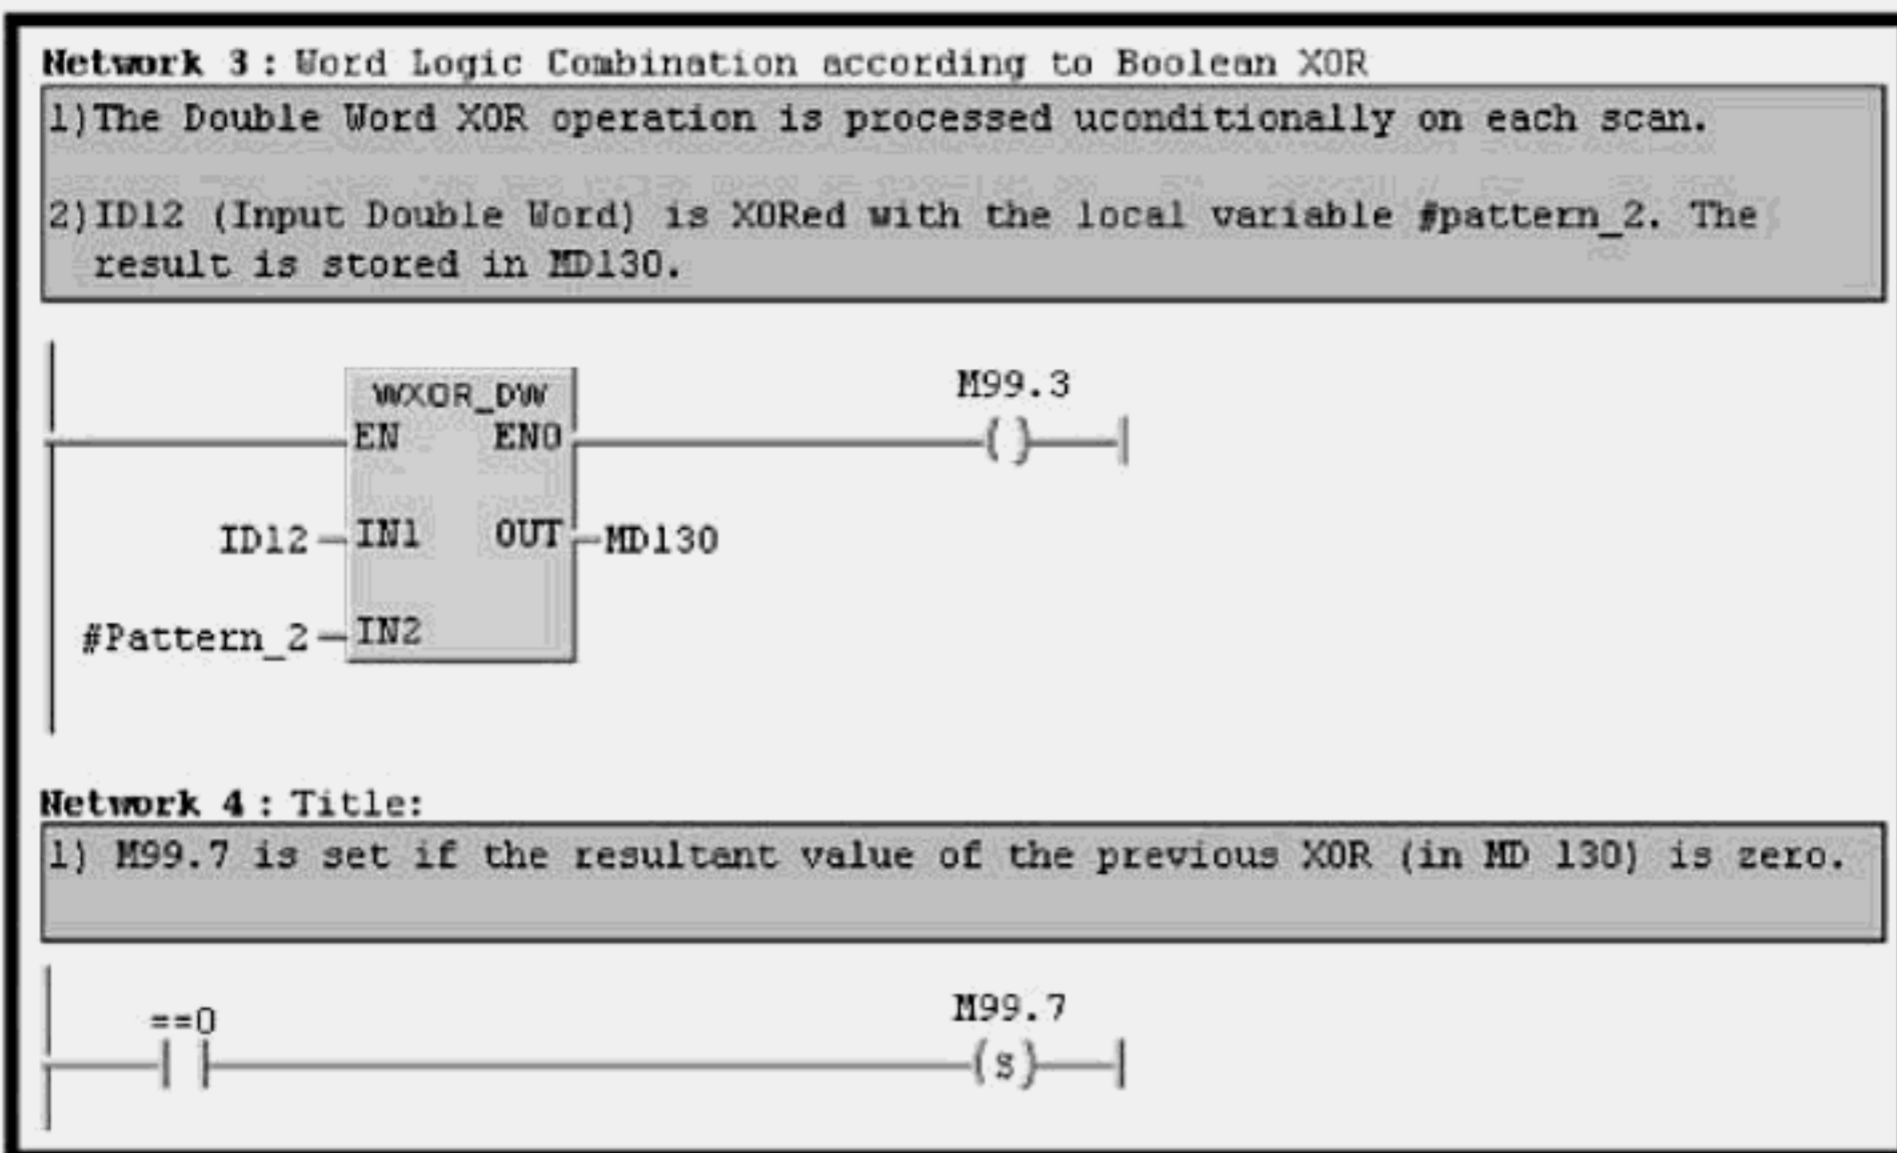 Network 3 : Word Logic Combination according to Boolean XOR
1)The Double Word XOR operation is processed uconditionally on each scan.
2)ID12 (Input Double Word) is XORed with the local variable #pattern_2. The
result is stored in MD130.
WXOR_DW
M99.3
EN ENO
( )
ID12 IN1 OUT MD130
#Pattern_2 IN2
Network 4 : Title:
1) M99.7 is set if the resultant value of the previous XOR (in MD 130) is zero.
==0
M99.7
(S)